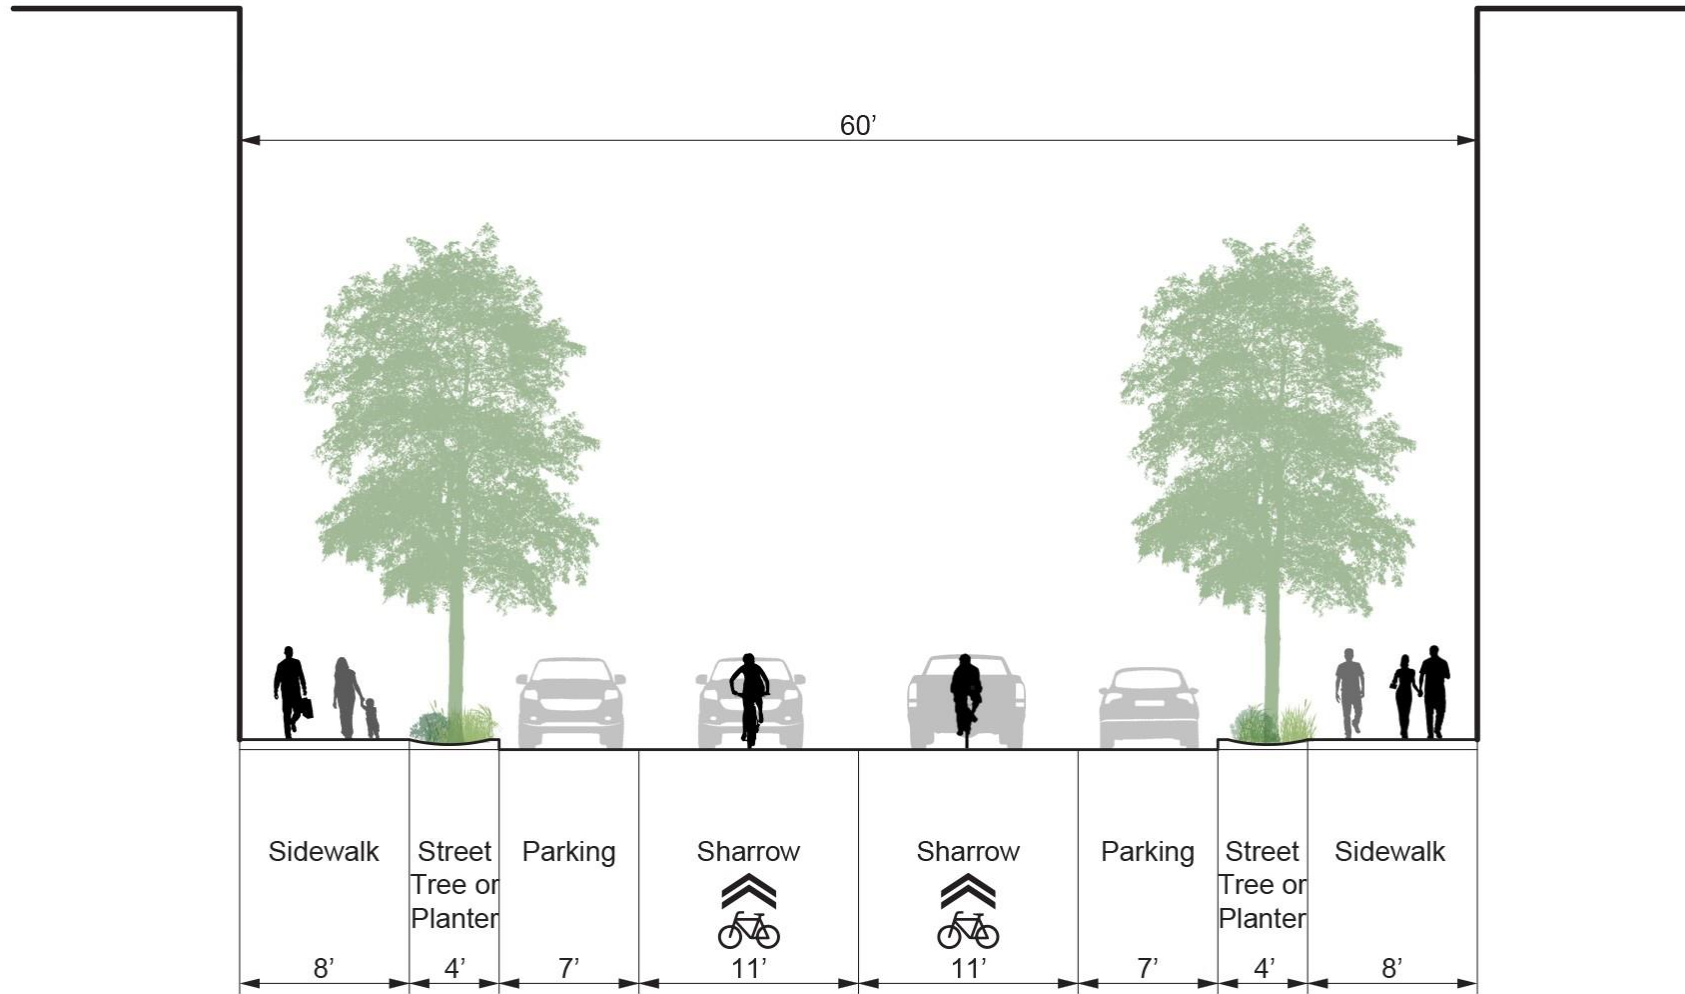 60’
Sidewalk
Street
Tree or
Planter
Parking
Sharrow
Sharrow
Parking
Street
Tree or
Planter
Sidewalk
8’
4’
7’
11’
11’
7’
4’
8’